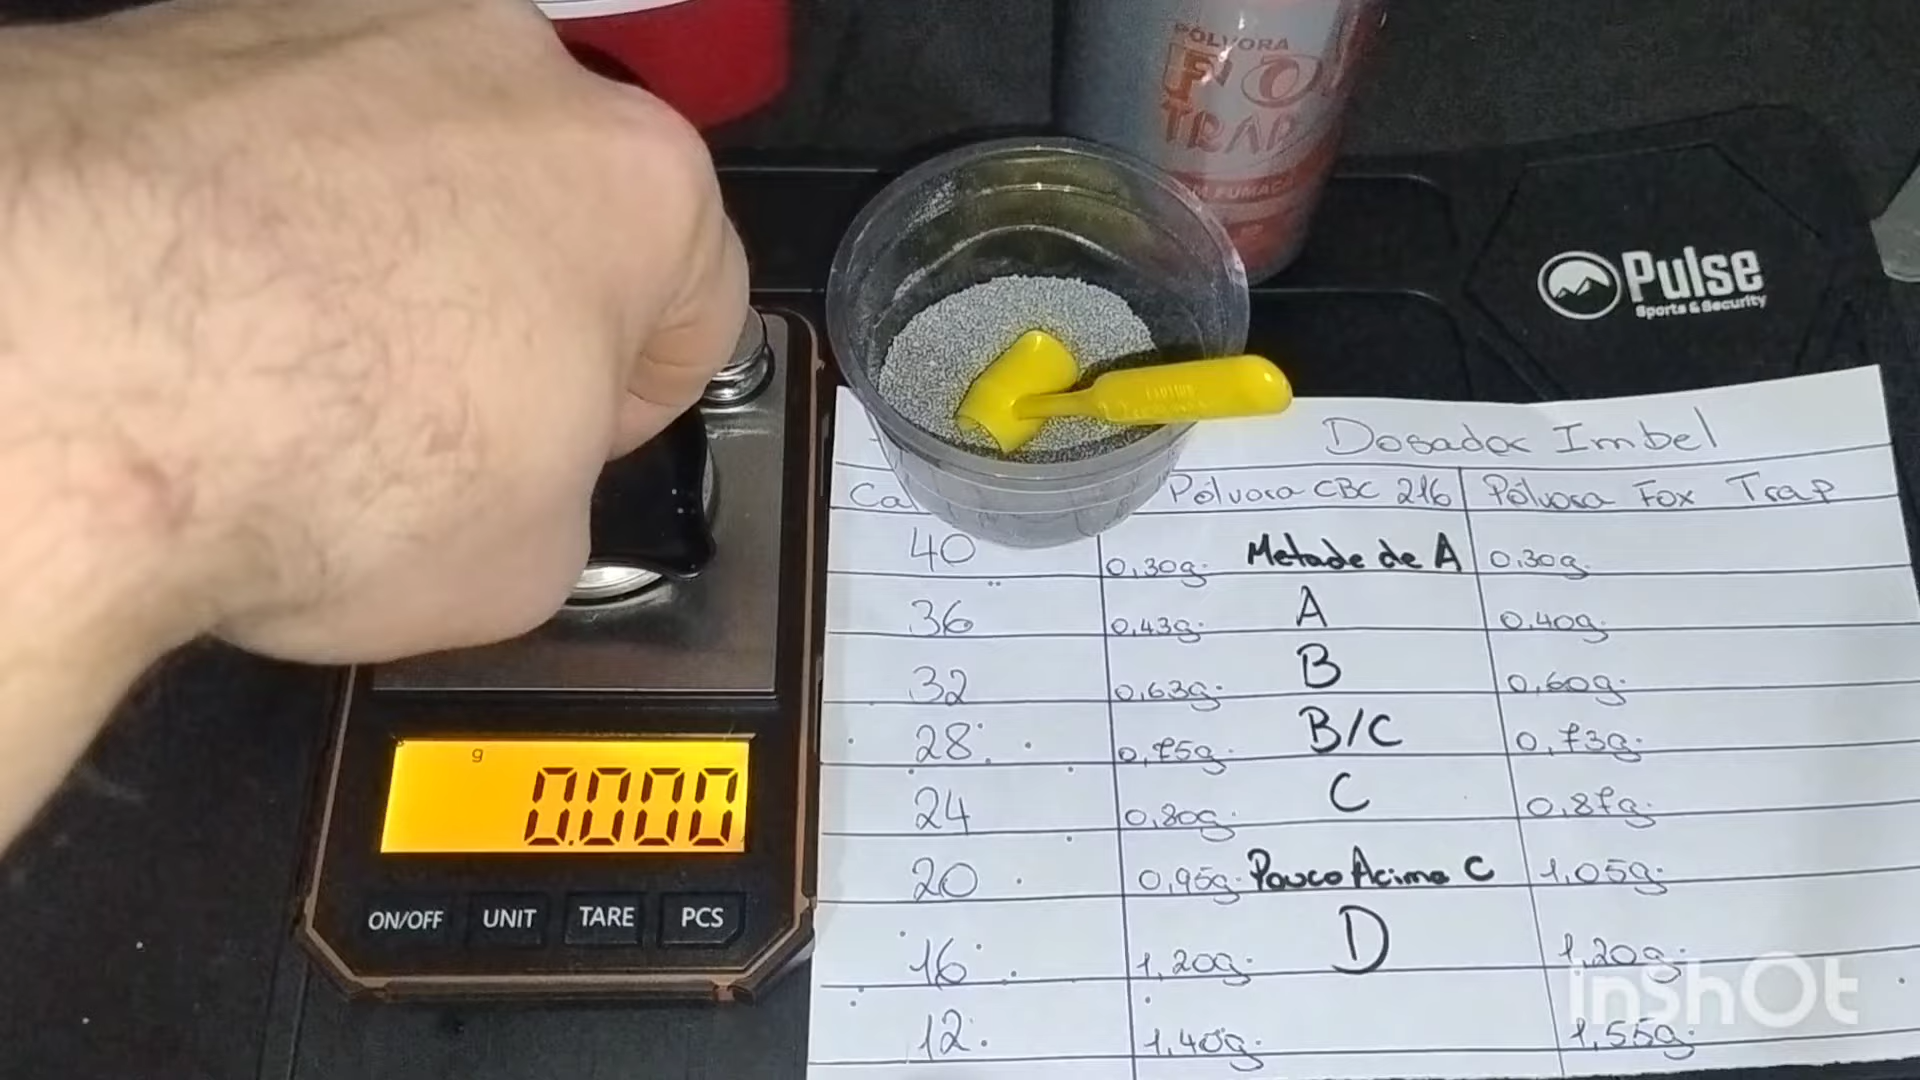 PÓLVORA
FOX
TRAP
FUMAÇA
Pulse
Sports & Security
Dosador Imbel
Pólvora CBC 216 Pólvora Fox Trap
40 0,30g. Metade de A 0,30g.
36 0,43g. A 0,40g.
32 0,63g. B 0,60g.
28 0,75g. B/C 0,73g.
24 0,80g. C 0,87g.
20 0,95g. Pouco Acima C 1,05g.
16 1,20g. D 1,20g.
12 1,40g. 1,55g.
g
0.000
ON/OFF UNIT TARE PCS
InShOt